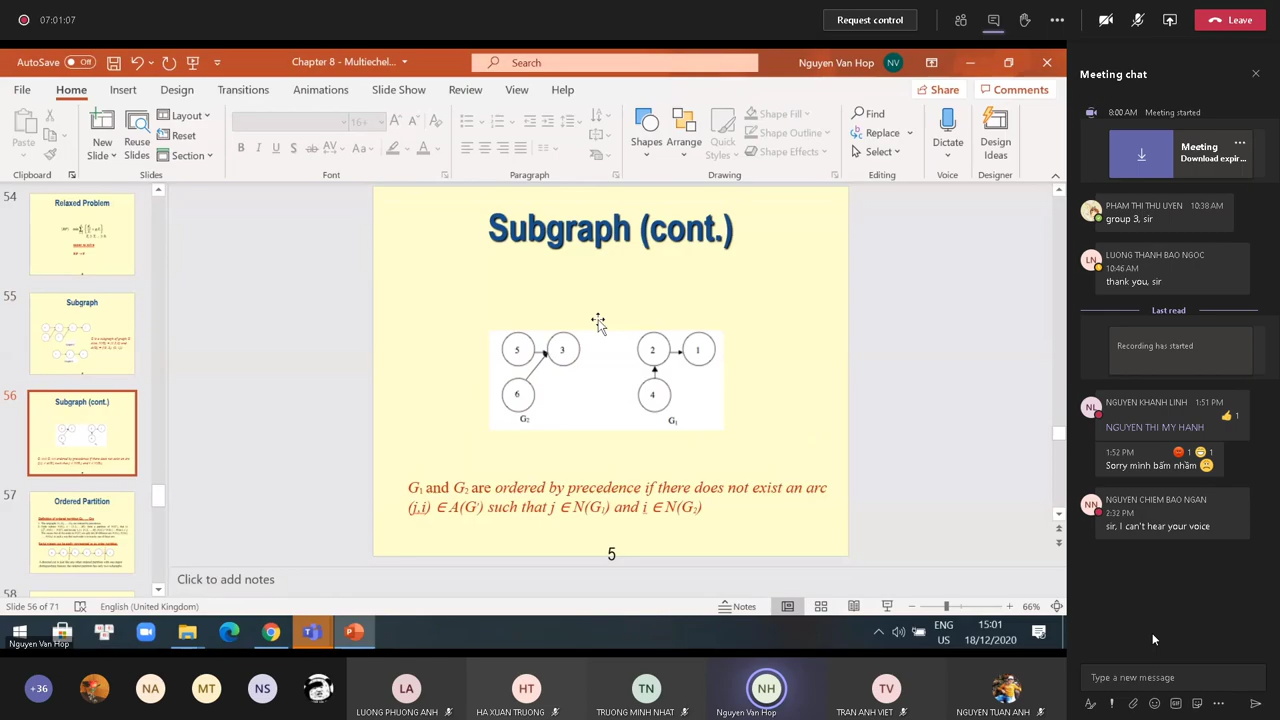 07:01:07
Request control
Leave
AutoSave Off
Chapter 8 - Multiechel...
Search
Nguyen Van Hop NV
File Home Insert Design Transitions Animations Slide Show Review View Help
Share Comments
Paste
New Slide
Reuse Slides
Layout
Reset
Section
16+
Shapes
Arrange
Quick Styles
Shape Fill
Shape Outline
Shape Effects
Find
Replace
Select
Dictate
Design Ideas
Clipboard Slides Font Paragraph Drawing Editing Voice Designer
54
Relaxed Problem
55
Subgraph
56
Subgraph (cont.)
57
Ordered Partition
58
Subgraph (cont.)
5 3 2 1
6 4
G₂ G₁
G₁ and G₂ are ordered by precedence if there does not exist an arc
(j,i) ∈ A(G) such that j ∈ N(G₁) and i ∈ N(G₂)
5
Click to add notes
Slide 56 of 71 English (United Kingdom)
Notes 66%
Nguyen Van Hop
ENG
US
15:01
18/12/2020
+36 NA MT NS LA HT TN NH TV
LUONG PHUONG ANH HA XUAN TRUONG TRUONG MINH NHAT Nguyen Van Hop TRAN ANH VIET NGUYEN TUAN ANH
Meeting chat
8:00 AM Meeting started
Meeting
Download expir...
PHAM THI THU UYEN 10:38 AM
group 3, sir
LN
LUONG THANH BAO NGOC
10:46 AM
thank you, sir
Last read
Recording has started
NL
NGUYEN KHANH LINH 1:51 PM
1
NGUYEN THI MY HANH
1:52 PM 1 1
Sorry mình bấm nhầm
NN
NGUYEN CHIEM BAO NGAN
2:32 PM
sir, I can't hear your voice
Type a new message